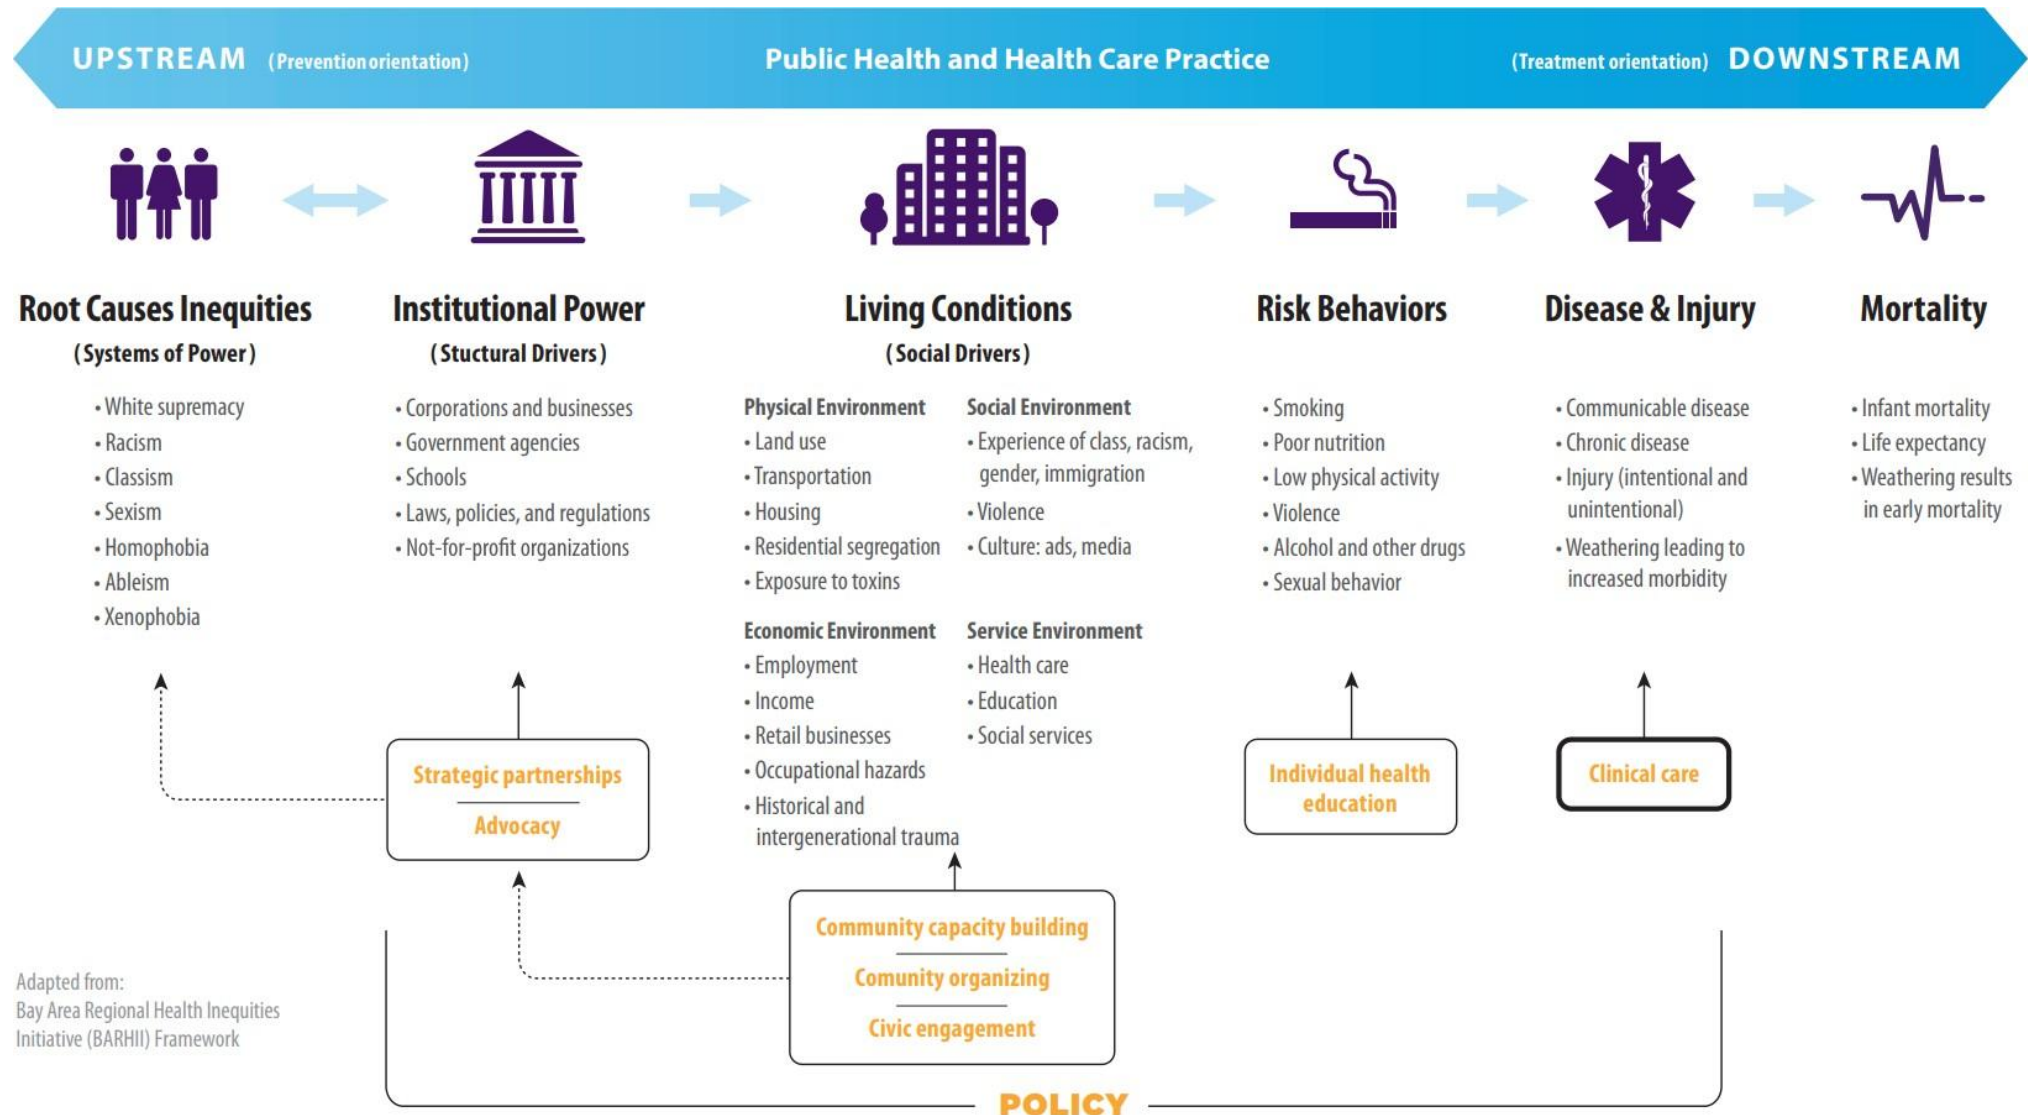 UPSTREAM (Prevention orientation)
Public Health and Health Care Practice
(Treatment orientation) DOWNSTREAM
Root Causes Inequities
(Systems of Power)
• White supremacy
• Racism
• Classism
• Sexism
• Homophobia
• Ableism
• Xenophobia
Institutional Power
(Stuctural Drivers)
• Corporations and businesses
• Government agencies
• Schools
• Laws, policies, and regulations
• Not-for-profit organizations
Strategic partnerships
Advocacy
Living Conditions
(Social Drivers)
Physical Environment
• Land use
• Transportation
• Housing
• Residential segregation
• Exposure to toxins
Social Environment
• Experience of class, racism,
gender, immigration
• Violence
• Culture: ads, media
Economic Environment
• Employment
• Income
• Retail businesses
• Occupational hazards
• Historical and
intergenerational trauma
Service Environment
• Health care
• Education
• Social services
Community capacity building
Comunity organizing
Civic engagement
Risk Behaviors
• Smoking
• Poor nutrition
• Low physical activity
• Violence
• Alcohol and other drugs
• Sexual behavior
Individual health
education
Disease & Injury
• Communicable disease
• Chronic disease
• Injury (intentional and
unintentional)
• Weathering leading to
increased morbidity
Clinical care
Mortality
• Infant mortality
• Life expectancy
• Weathering results
in early mortality
Adapted from:
Bay Area Regional Health Inequities
Initiative (BARHII) Framework
POLICY